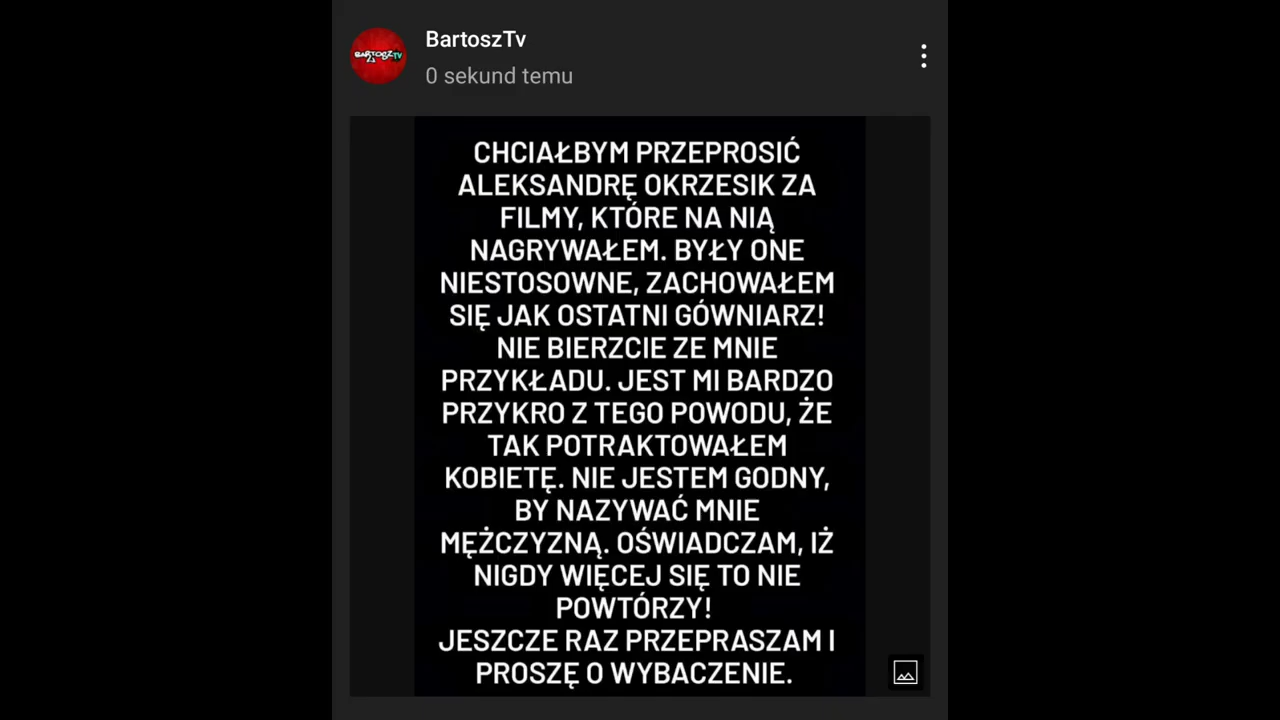 BartoszTv
0 sekund temu
BARTOSZTV
CHCIAŁBYM PRZEPROSIĆ
ALEKSANDRĘ OKRZESIK ZA
FILMY, KTÓRE NA NIĄ
NAGRYWAŁEM. BYŁY ONE
NIESTOSOWNE, ZACHOWAŁEM
SIĘ JAK OSTATNI GÓWNIARZ!
NIE BIERZCIE ZE MNIE
PRZYKŁADU. JEST MI BARDZO
PRZYKRO Z TEGO POWODU, ŻE
TAK POTRAKTOWAŁEM
KOBIETĘ. NIE JESTEM GODNY,
BY NAZYWAĆ MNIE
MĘŻCZYZNĄ. OŚWIADCZAM, IŻ
NIGDY WIĘCEJ SIĘ TO NIE
POWTÓRZY!
JESZCZE RAZ PRZEPRASZAM I
PROSZĘ O WYBACZENIE.